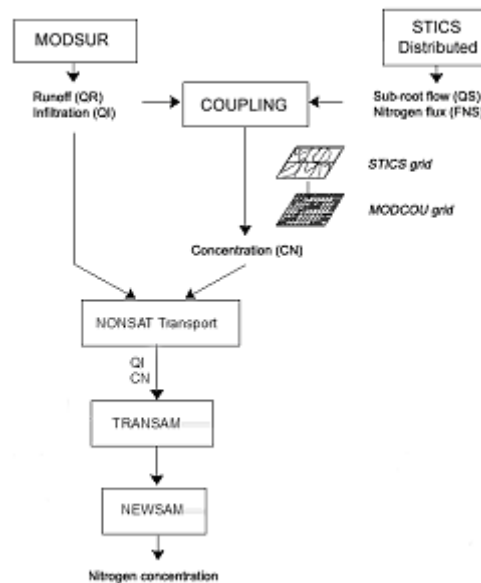 MODSUR
STICS
Distributed
Runoff (QR)
Infiltration (QI)
COUPLING
Sub-root flow (QS)
Nitrogen flux (FNS)
STICS grid
MODCOU grid
Concentration (CN)
NONSAT Transport
QI
CN
TRANSAM
NEWSAM
Nitrogen concentration